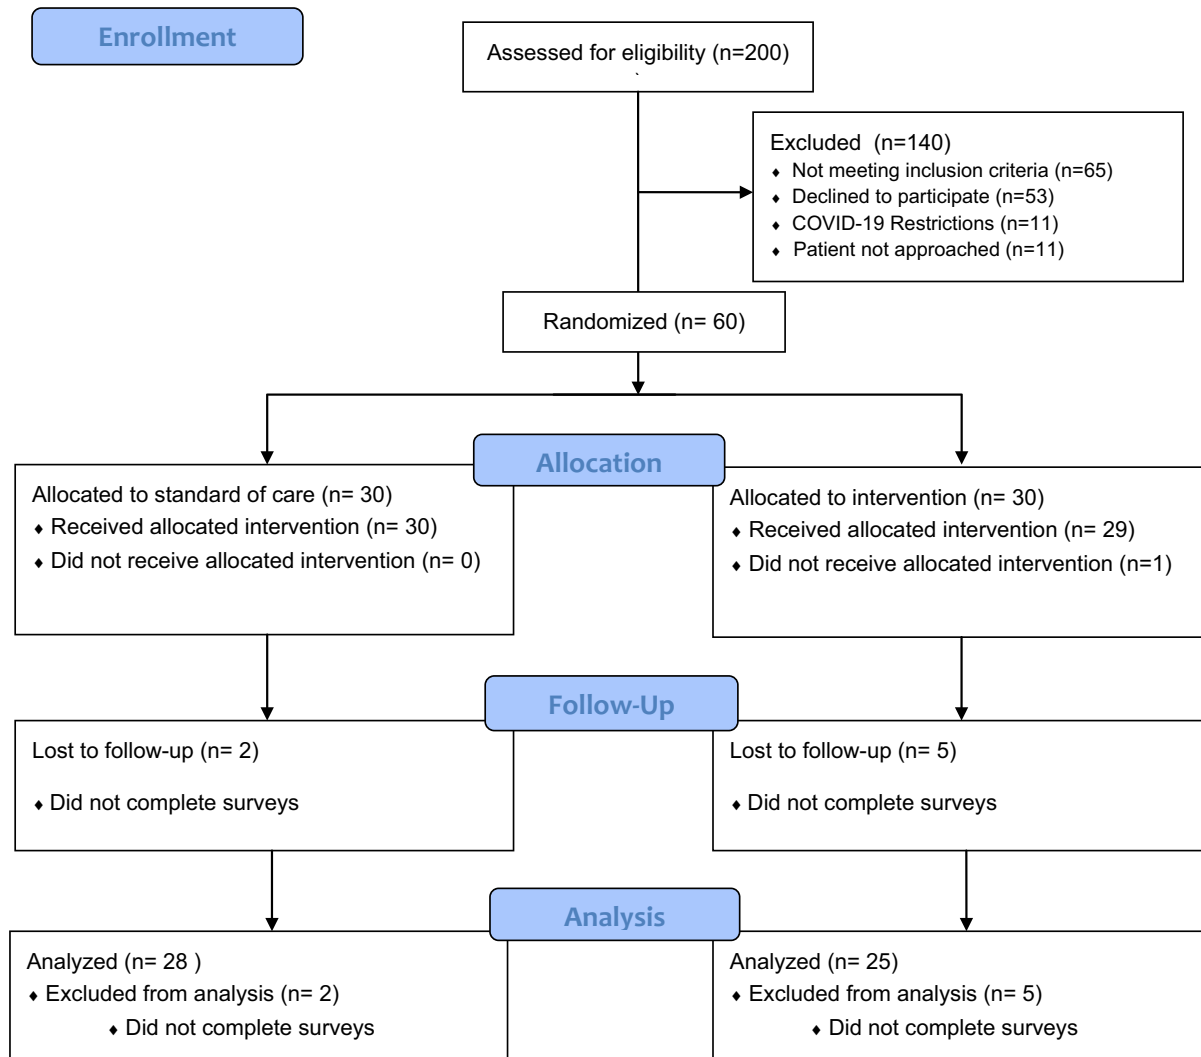 Enrollment
Assessed for eligibility (n=200)
Excluded (n=140)
♦ Not meeting inclusion criteria (n=65)
♦ Declined to participate (n=53)
♦ COVID-19 Restrictions (n=11)
♦ Patient not approached (n=11)
Randomized (n= 60)
Allocation
Allocated to standard of care (n= 30)
♦ Received allocated intervention (n= 30)
♦ Did not receive allocated intervention (n= 0)
Allocated to intervention (n= 30)
♦ Received allocated intervention (n= 29)
♦ Did not receive allocated intervention (n=1)
Follow-Up
Lost to follow-up (n= 2)
♦ Did not complete surveys
Lost to follow-up (n= 5)
♦ Did not complete surveys
Analysis
Analyzed (n= 28 )
♦ Excluded from analysis (n= 2)
♦ Did not complete surveys
Analyzed (n= 25)
♦ Excluded from analysis (n= 5)
♦ Did not complete surveys